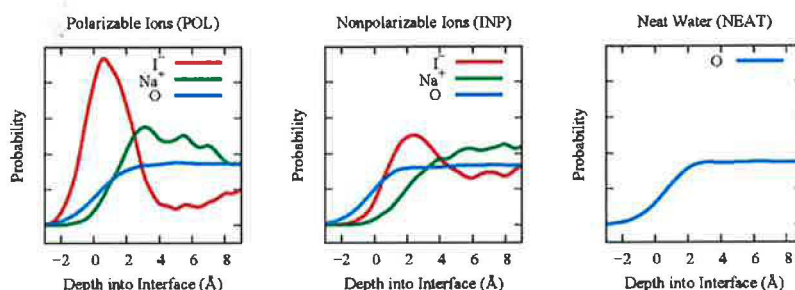 Polarizable Ions (POL)
I⁻
Na⁺
O
Probability
−2 0 2 4 6 8
Depth into Interface (Å)
Nonpolarizable Ions (INP)
I⁻
Na⁺
O
Probability
−2 0 2 4 6 8
Depth into Interface (Å)
Neat Water (NEAT)
O
Probability
−2 0 2 4 6 8
Depth into Interface (Å)